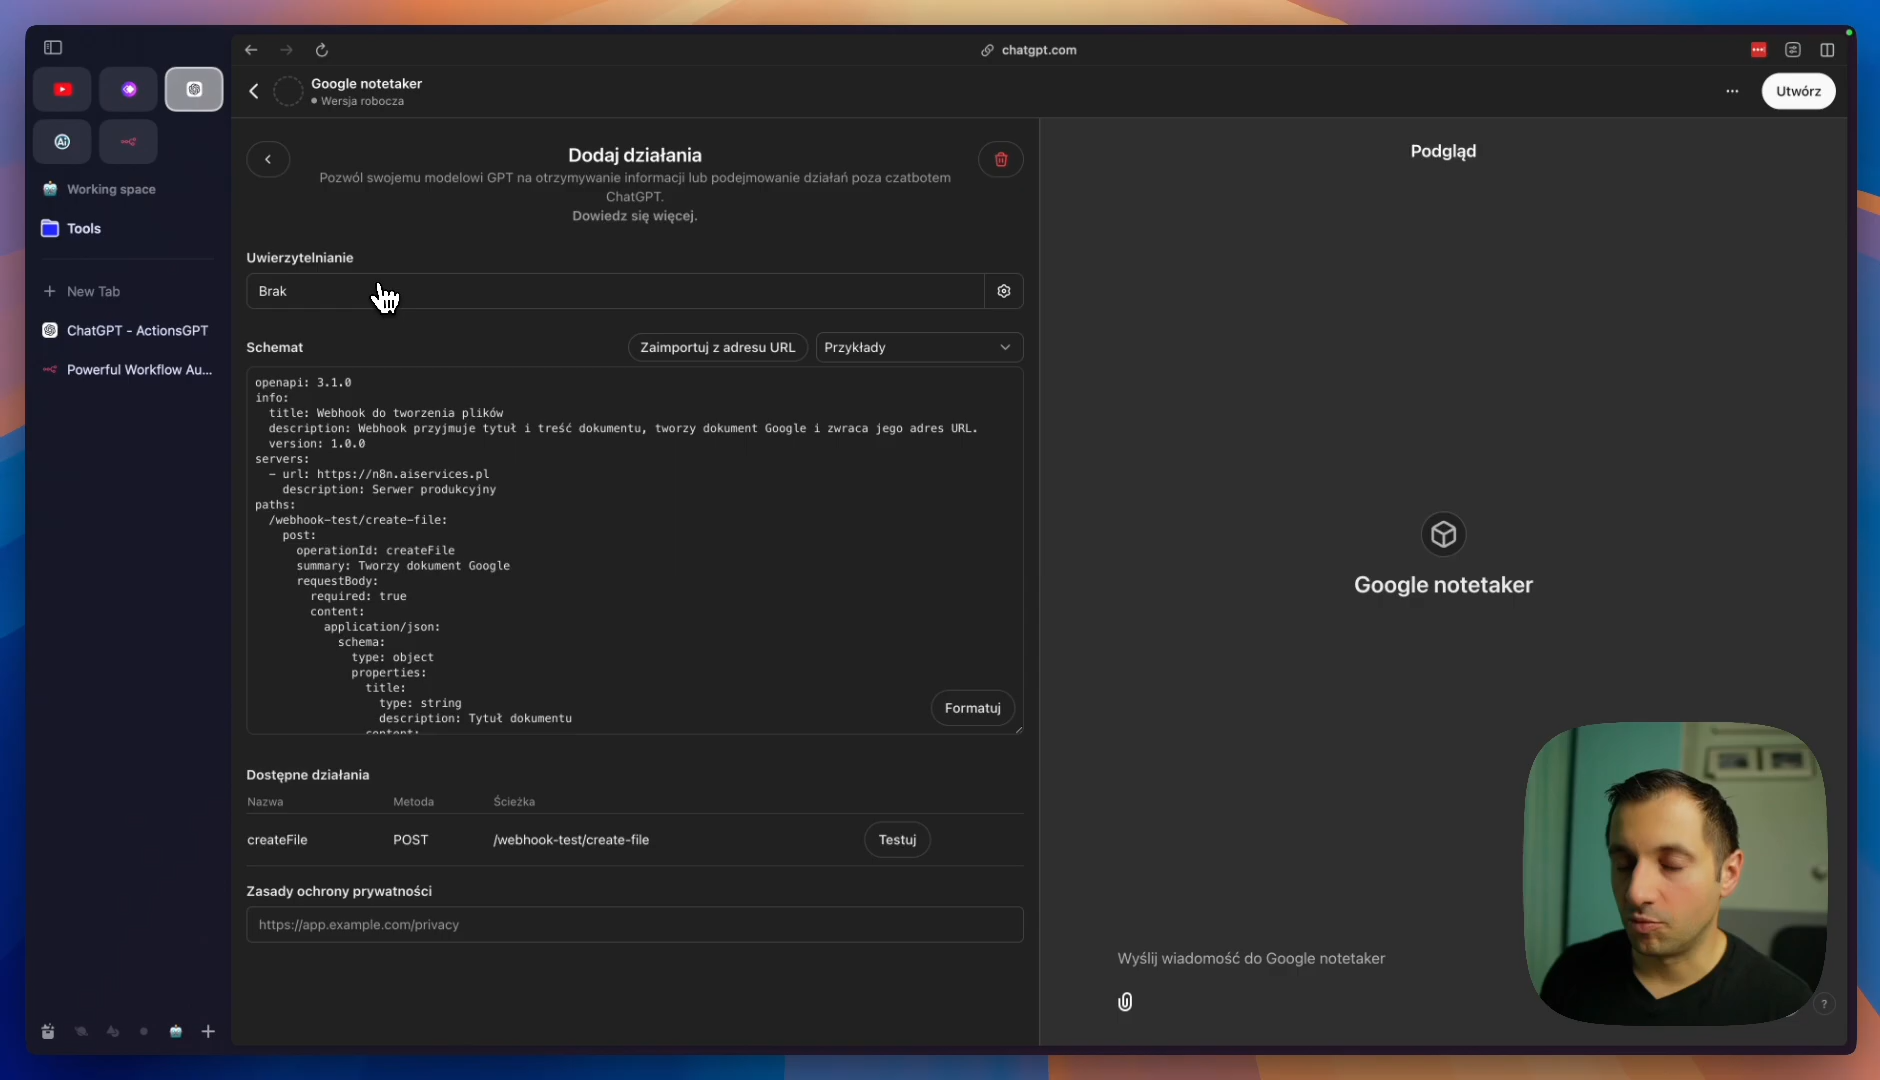 chatgpt.com
Google notetaker
Wersja robocza
Utwórz
Working space
Tools
New Tab
ChatGPT - ActionsGPT
Powerful Workflow Au...
Dodaj działania
Pozwól swojemu modelowi GPT na otrzymywanie informacji lub podejmowanie działań poza czatbotem
ChatGPT.
Dowiedz się więcej.
Uwierzytelnianie
Brak
Schemat
Zaimportuj z adresu URL
Przykłady
openapi: 3.1.0
info:
  title: Webhook do tworzenia plików
  description: Webhook przyjmuje tytuł i treść dokumentu, tworzy dokument Google i zwraca jego adres URL.
  version: 1.0.0
servers:
  - url: https://n8n.aiservices.pl
    description: Serwer produkcyjny
paths:
  /webhook-test/create-file:
    post:
      operationId: createFile
      summary: Tworzy dokument Google
      requestBody:
        required: true
        content:
          application/json:
            schema:
              type: object
              properties:
                title:
                  type: string
                  description: Tytuł dokumentu
                content:
Formatuj
Dostępne działania
Nazwa Metoda Ścieżka
createFile POST /webhook-test/create-file Testuj
Zasady ochrony prywatności
https://app.example.com/privacy
Podgląd
Google notetaker
Wyślij wiadomość do Google notetaker
?